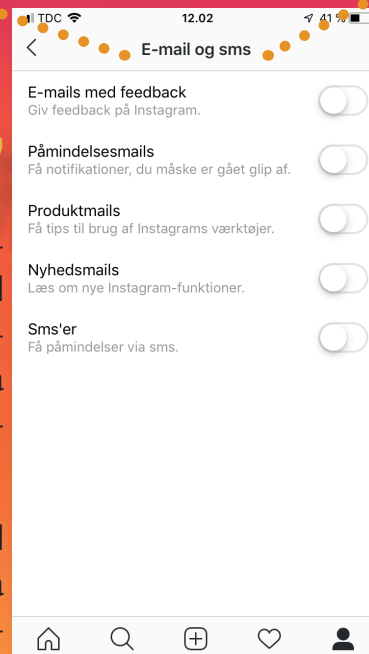 TDC 12.02 41 %
E-mail og sms
E-mails med feedback
Giv feedback på Instagram.
Påmindelsesmails
Få notifikationer, du måske er gået glip af.
Produktmails
Få tips til brug af Instagrams værktøjer.
Nyhedsmails
Læs om nye Instagram-funktioner.
Sms'er
Få påmindelser via sms.